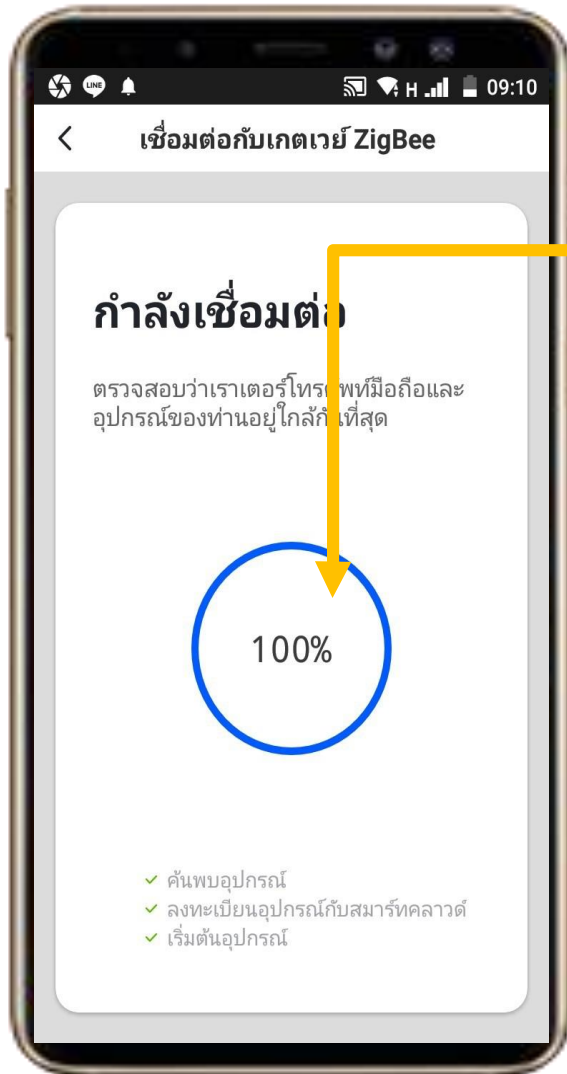 LINE H 09:10
เชื่อมต่อกับเกตเวย์ ZigBee
กำลังเชื่อมต่อ
ตรวจสอบว่าเราเตอร์โทรศัพท์มือถือและ
อุปกรณ์ของท่านอยู่ใกล้กันที่สุด
100%
ค้นพบอุปกรณ์
ลงทะเบียนอุปกรณ์กับสมาร์ทคลาวด์
เริ่มต้นอุปกรณ์